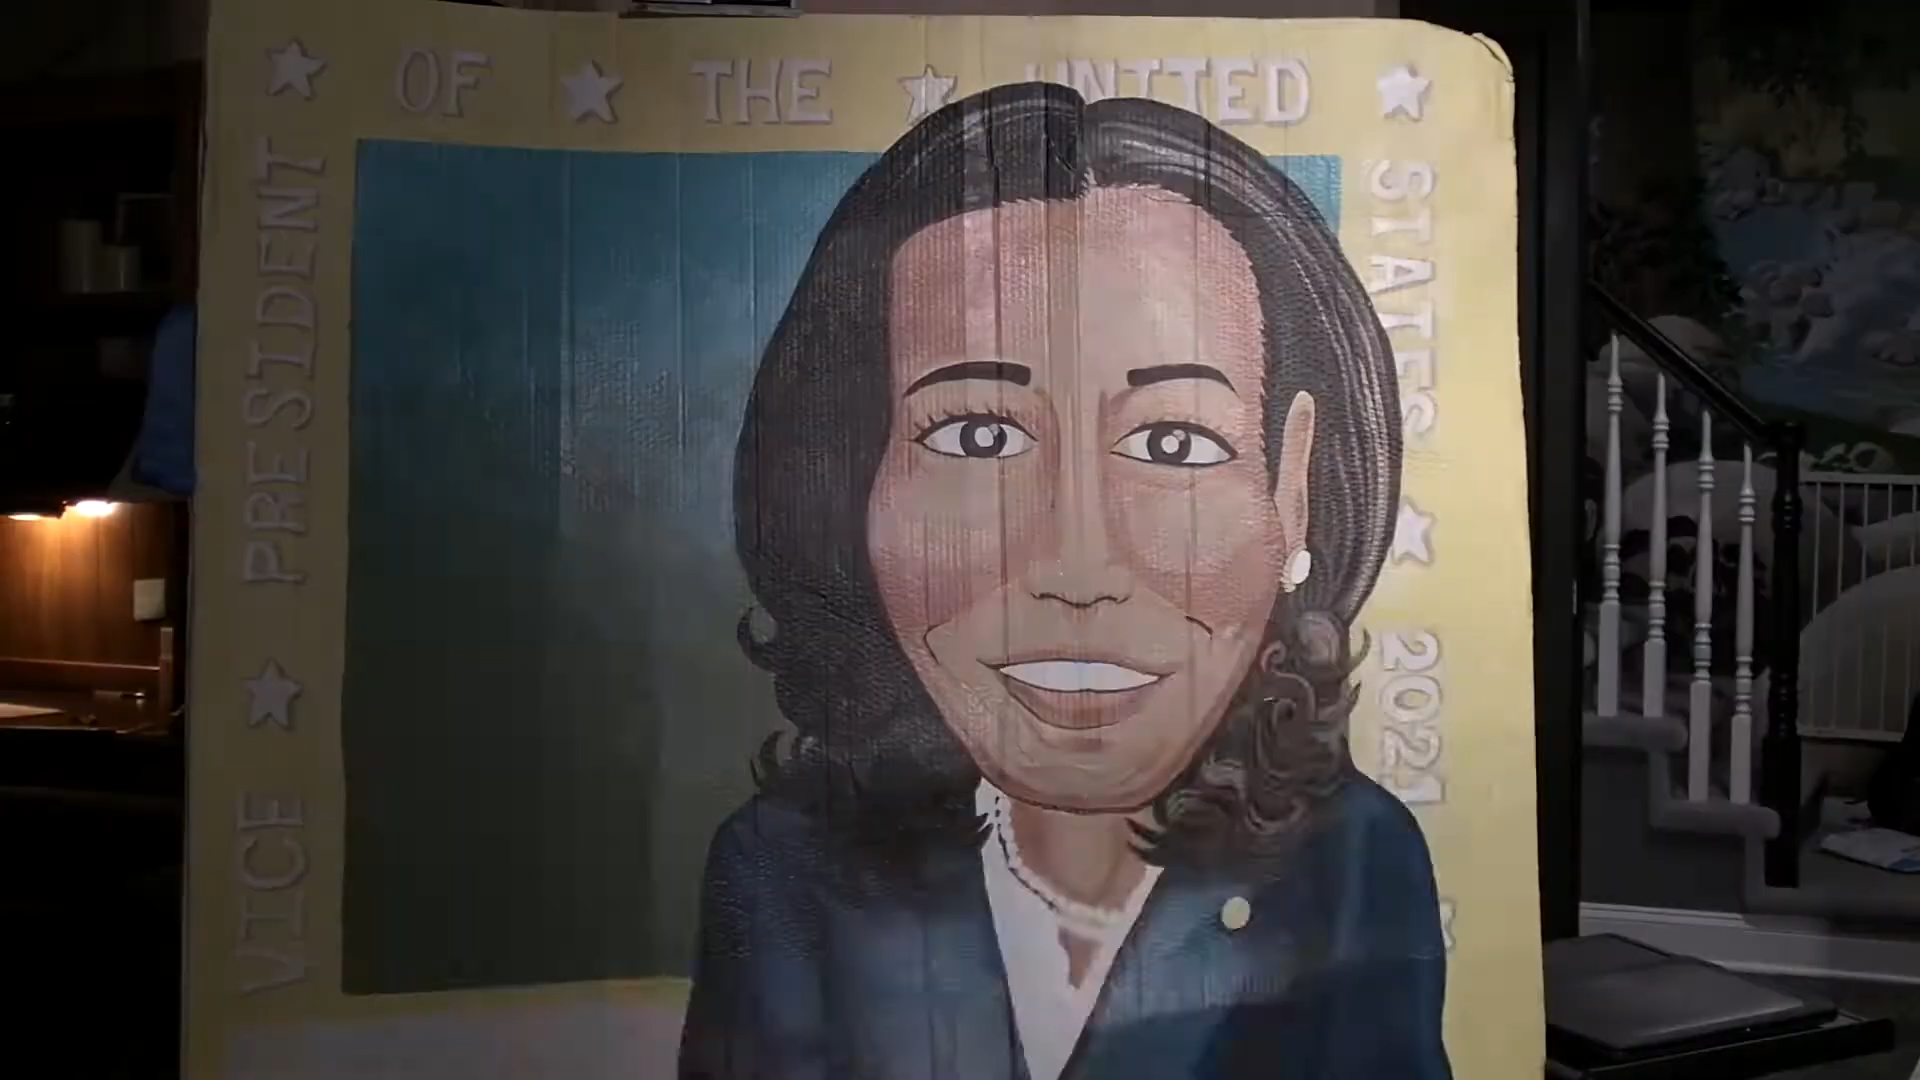 VICE ★ PRESIDENT
★ OF ★ THE ★ UNITED ★
STATES ★ 2021